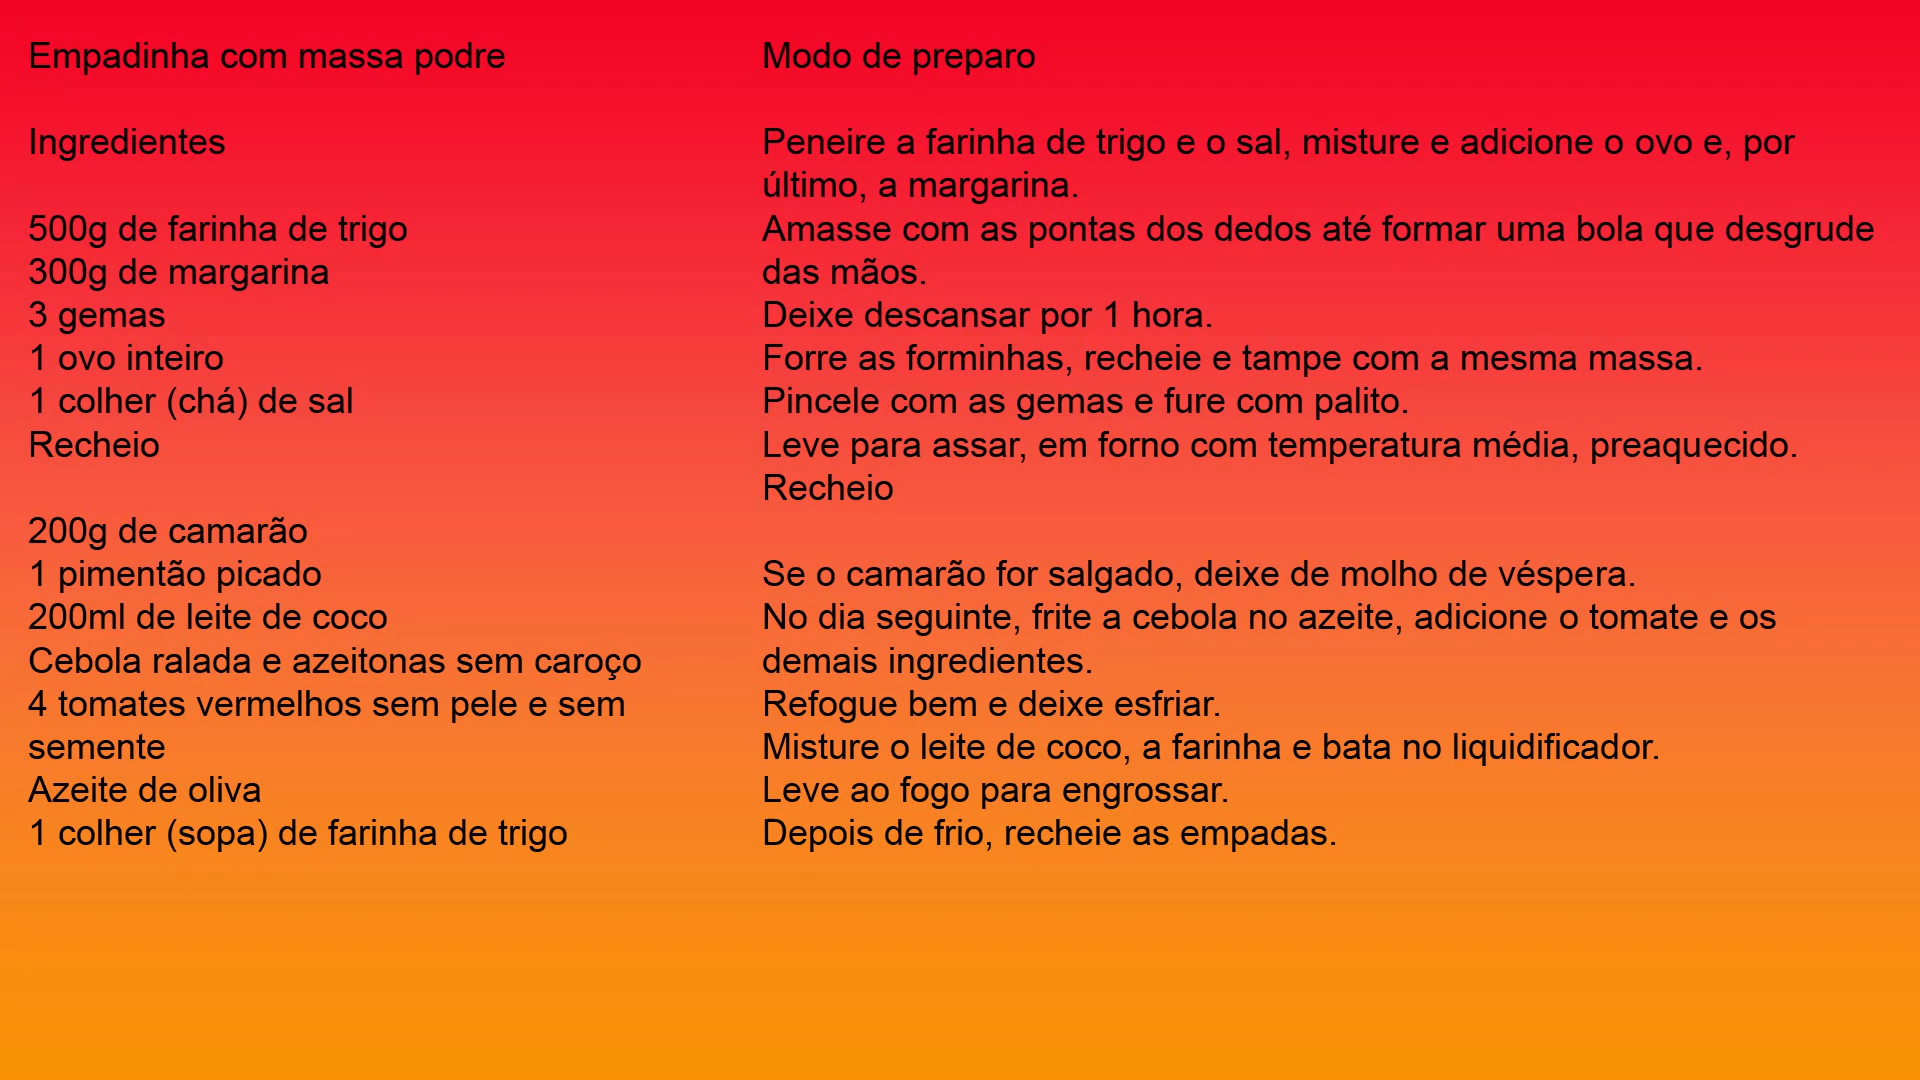 Empadinha com massa podre
Ingredientes
500g de farinha de trigo
300g de margarina
3 gemas
1 ovo inteiro
1 colher (chá) de sal
Recheio
200g de camarão
1 pimentão picado
200ml de leite de coco
Cebola ralada e azeitonas sem caroço
4 tomates vermelhos sem pele e sem
semente
Azeite de oliva
1 colher (sopa) de farinha de trigo
Modo de preparo
Peneire a farinha de trigo e o sal, misture e adicione o ovo e, por
último, a margarina.
Amasse com as pontas dos dedos até formar uma bola que desgrude
das mãos.
Deixe descansar por 1 hora.
Forre as forminhas, recheie e tampe com a mesma massa.
Pincele com as gemas e fure com palito.
Leve para assar, em forno com temperatura média, preaquecido.
Recheio
Se o camarão for salgado, deixe de molho de véspera.
No dia seguinte, frite a cebola no azeite, adicione o tomate e os
demais ingredientes.
Refogue bem e deixe esfriar.
Misture o leite de coco, a farinha e bata no liquidificador.
Leve ao fogo para engrossar.
Depois de frio, recheie as empadas.